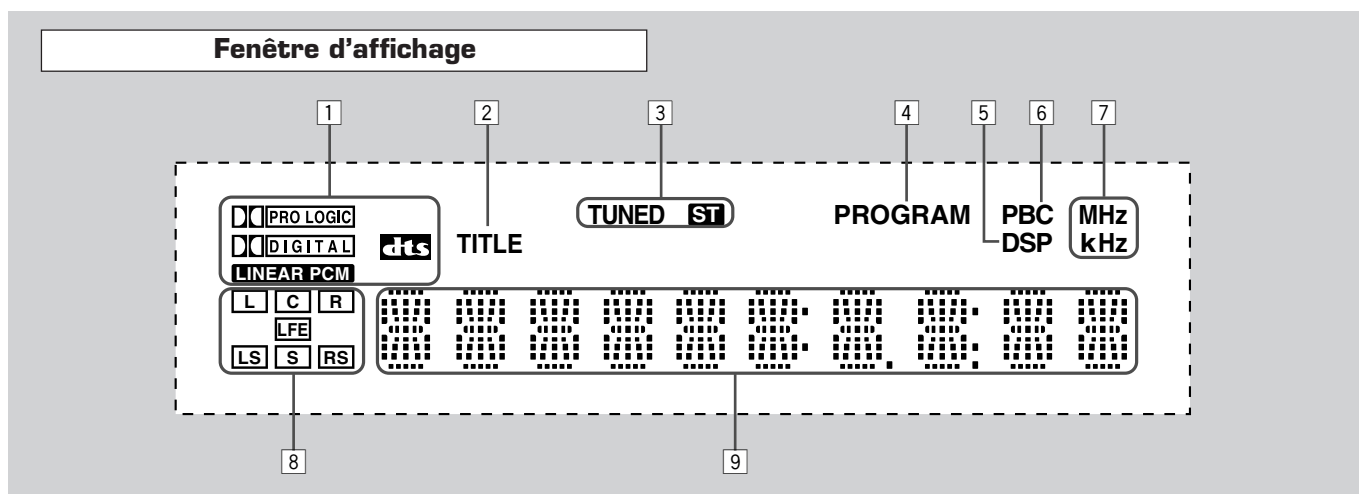 Fenêtre d'affichage
1 2 3 4 5 6 7
PRO LOGIC TUNED ST PROGRAM PBC MHz
DIGITAL dts TITLE DSP kHz
LINEAR PCM
L C R
LFE
LS S RS
8 9